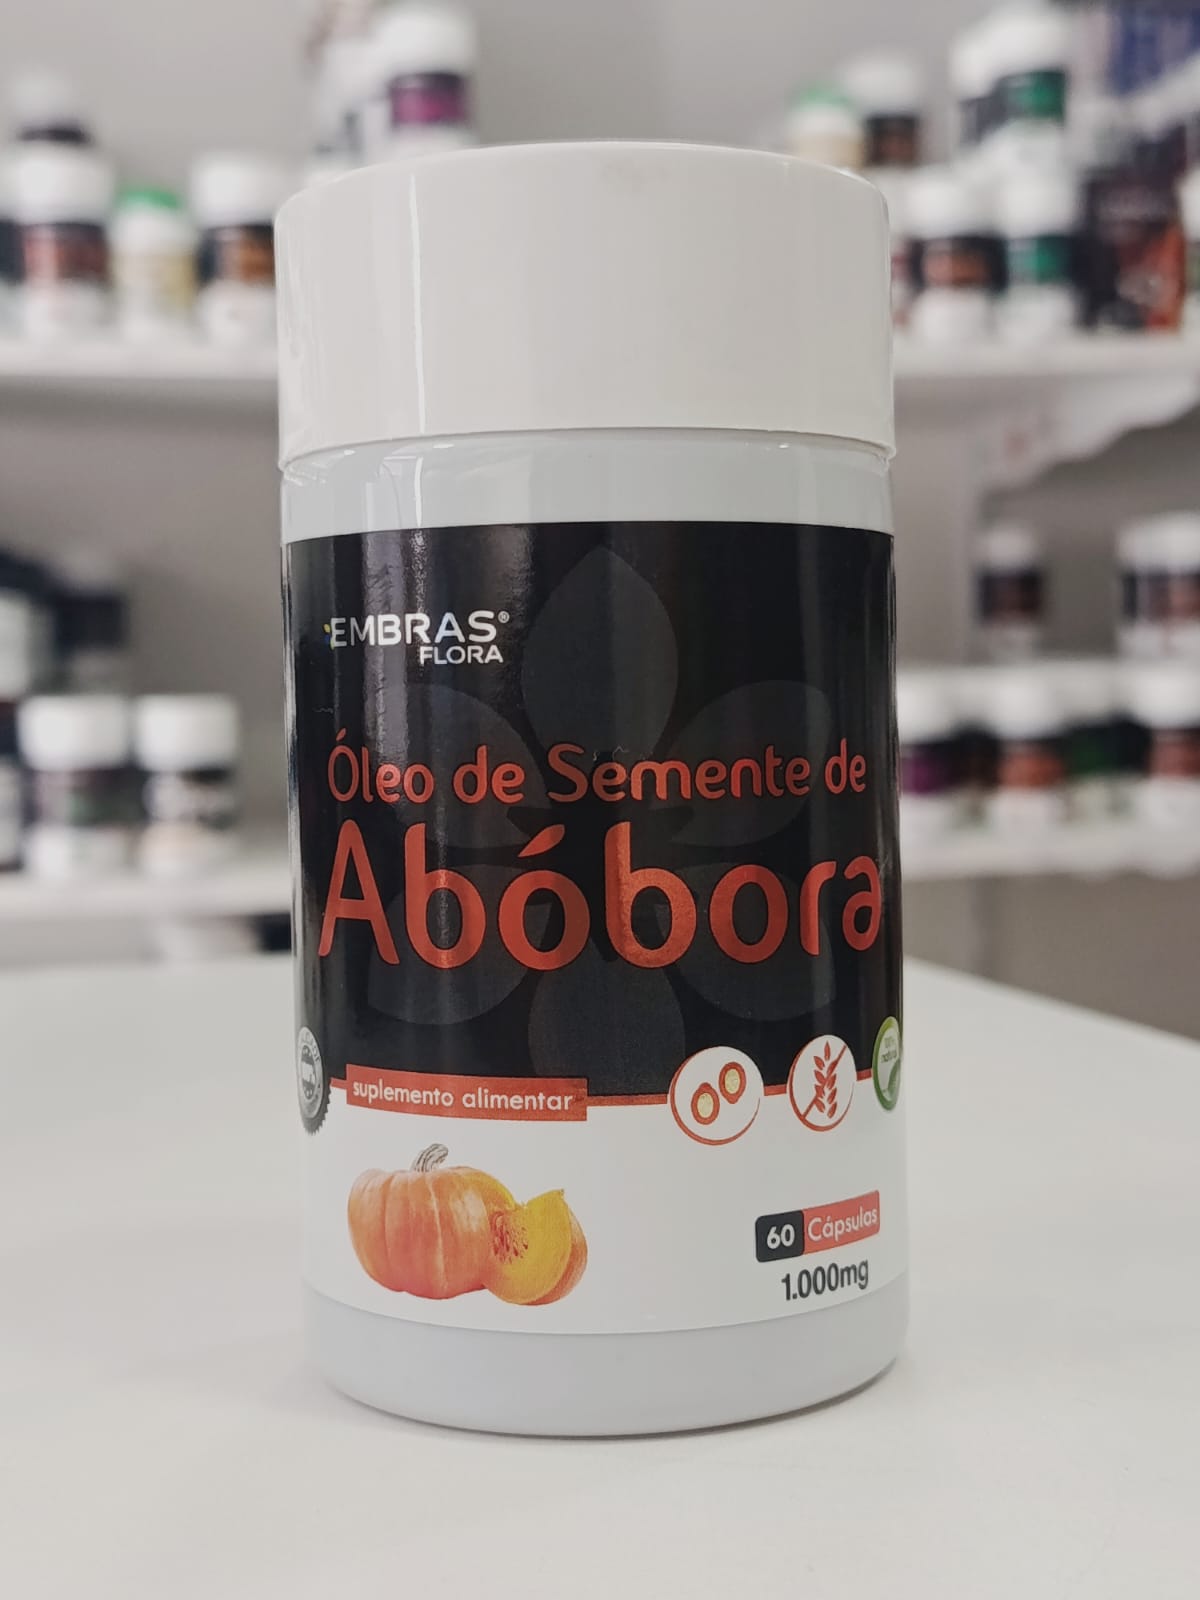 EMBRAS®
FLORA
Óleo de Semente de
Abóbora
suplemento alimentar
60 Cápsulas
1.000mg